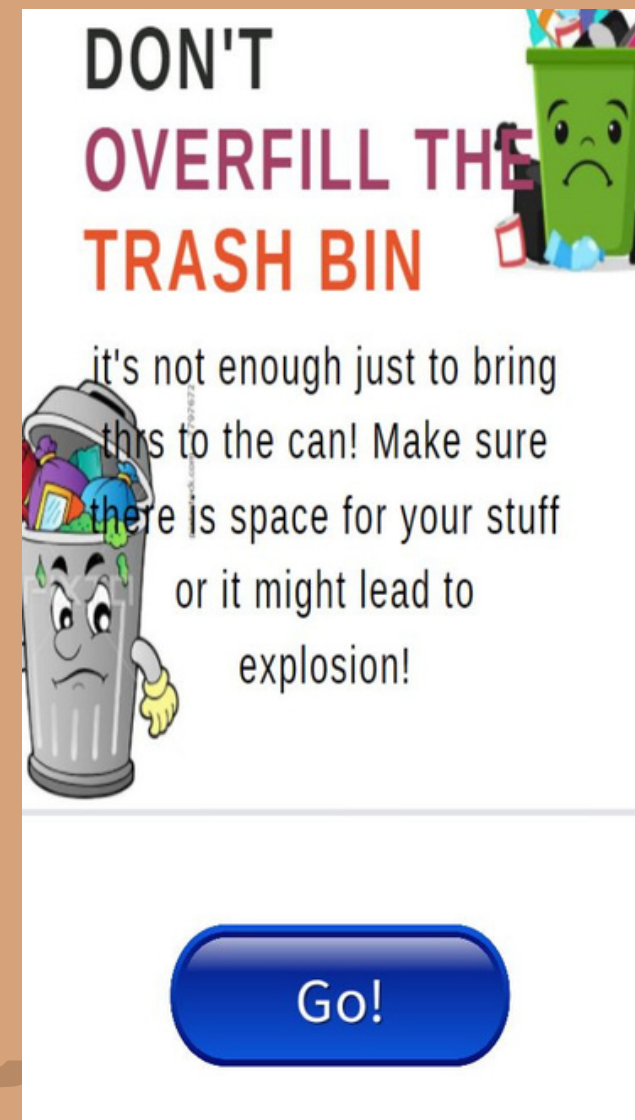 DON'T
OVERFILL THE
TRASH BIN
it's not enough just to bring
thrs to the can! Make sure
there is space for your stuff
or it might lead to
explosion!
Go!